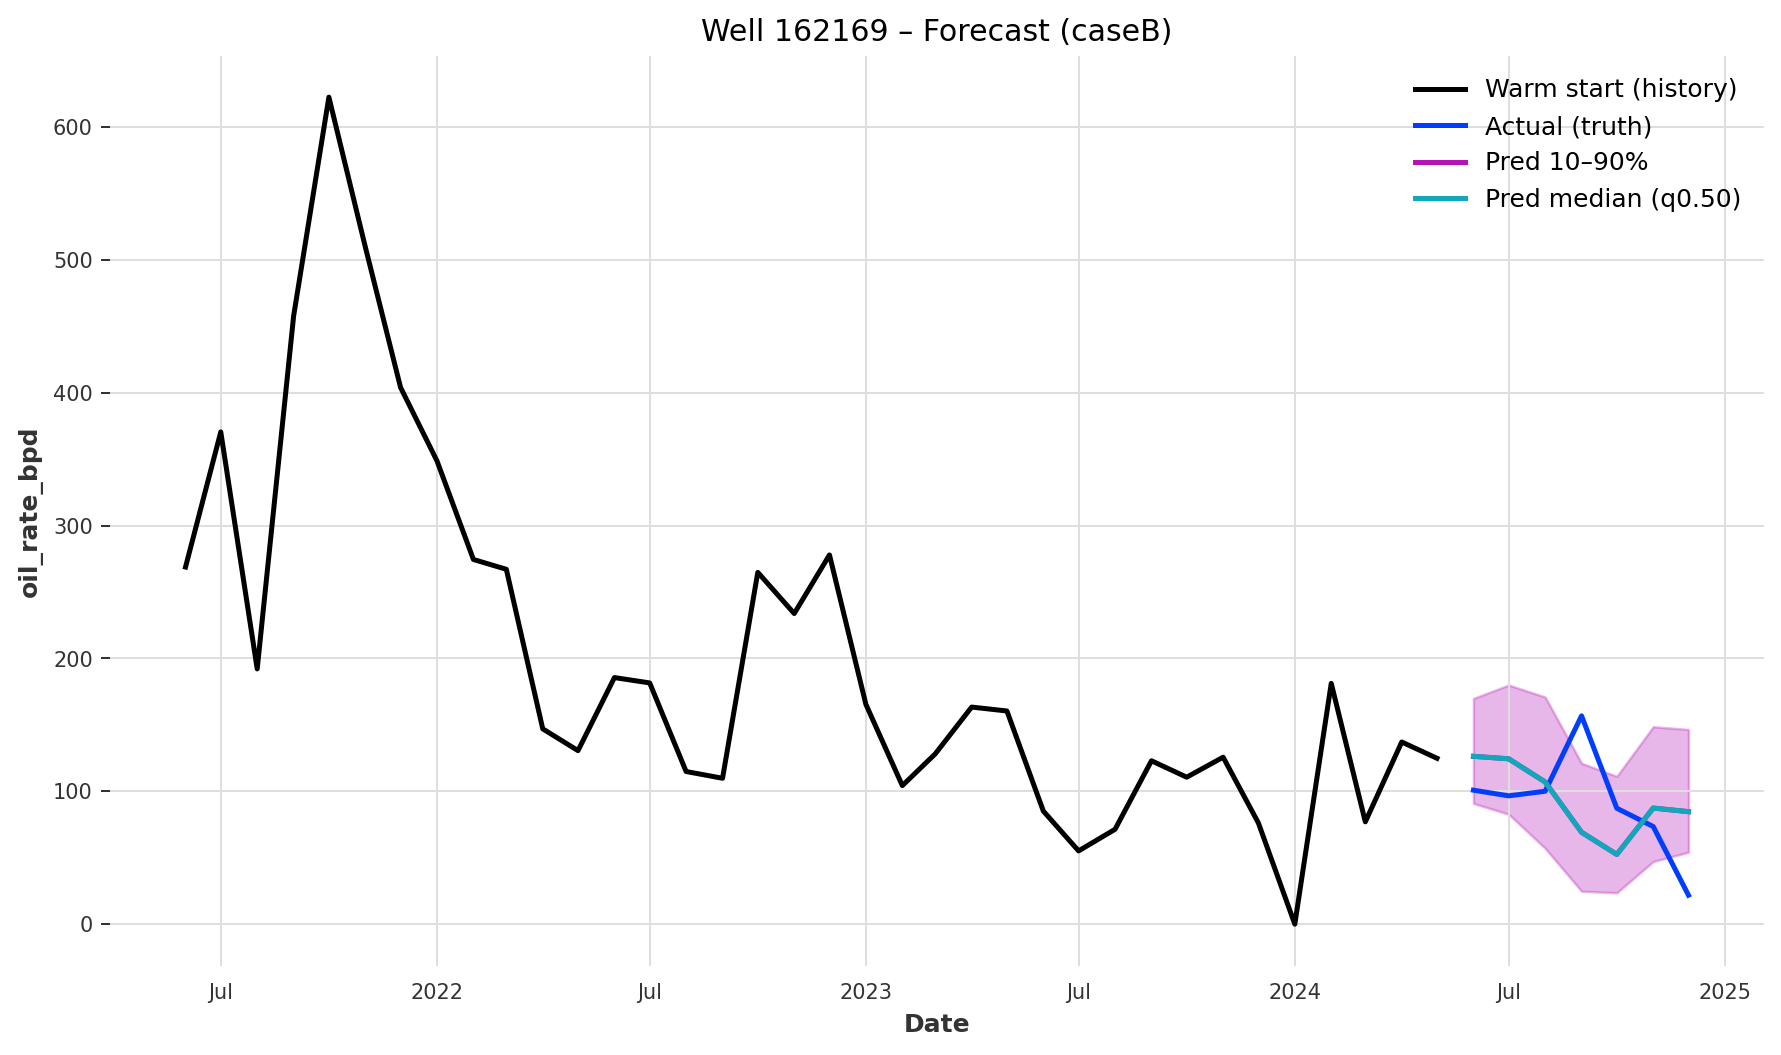 Well 162169 – Forecast (caseB)
Warm start (history)
Actual (truth)
Pred 10–90%
Pred median (q0.50)
600
500
400
300
200
100
0
oil_rate_bpd
Jul
2022
Jul
2023
Jul
2024
Jul
2025
Date